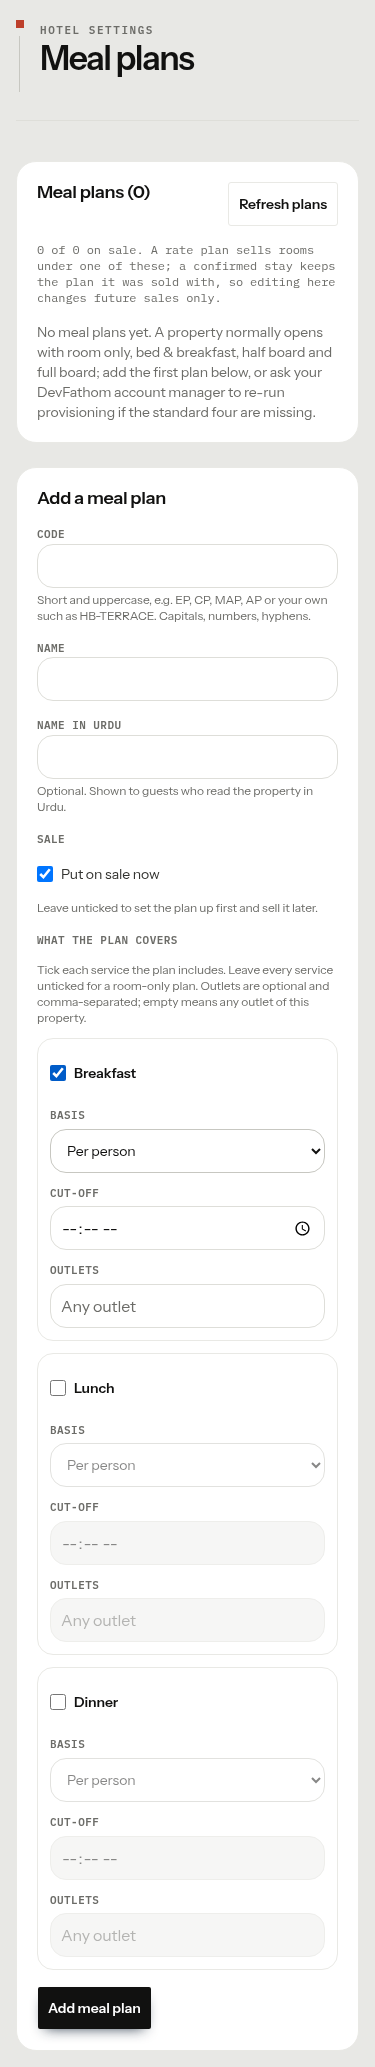 HOTEL SETTINGS
Meal plans
Meal plans (0)
Refresh plans
0 of 0 on sale. A rate plan sells rooms
under one of these; a confirmed stay keeps
the plan it was sold with, so editing here
changes future sales only.
No meal plans yet. A property normally opens
with room only, bed & breakfast, half board and
full board; add the first plan below, or ask your
DevFathom account manager to re-run
provisioning if the standard four are missing.
Add a meal plan
CODE
Short and uppercase, e.g. EP, CP, MAP, AP or your own
such as HB-TERRACE. Capitals, numbers, hyphens.
NAME
NAME IN URDU
Optional. Shown to guests who read the property in
Urdu.
SALE
Put on sale now
Leave unticked to set the plan up first and sell it later.
WHAT THE PLAN COVERS
Tick each service the plan includes. Leave every service
unticked for a room-only plan. Outlets are optional and
comma-separated; empty means any outlet of this
property.
Breakfast
BASIS
Per person
CUT-OFF
--:-- --
OUTLETS
Any outlet
Lunch
BASIS
Per person
CUT-OFF
--:-- --
OUTLETS
Any outlet
Dinner
BASIS
Per person
CUT-OFF
--:-- --
OUTLETS
Any outlet
Add meal plan